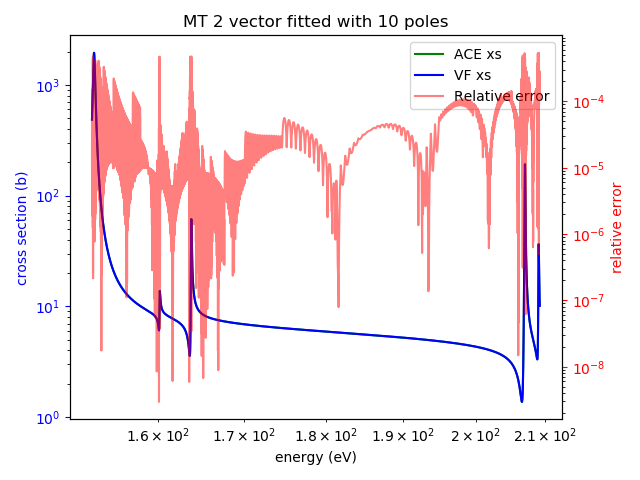 MT 2 vector fitted with 10 poles
ACE xs
VF xs
Relative error
cross section (b)
10³
10²
10¹
10⁰
relative error
10⁻⁴
10⁻⁵
10⁻⁶
10⁻⁷
10⁻⁸
1.6 × 10² 1.7 × 10² 1.8 × 10² 1.9 × 10² 2 × 10² 2.1 × 10²
energy (eV)